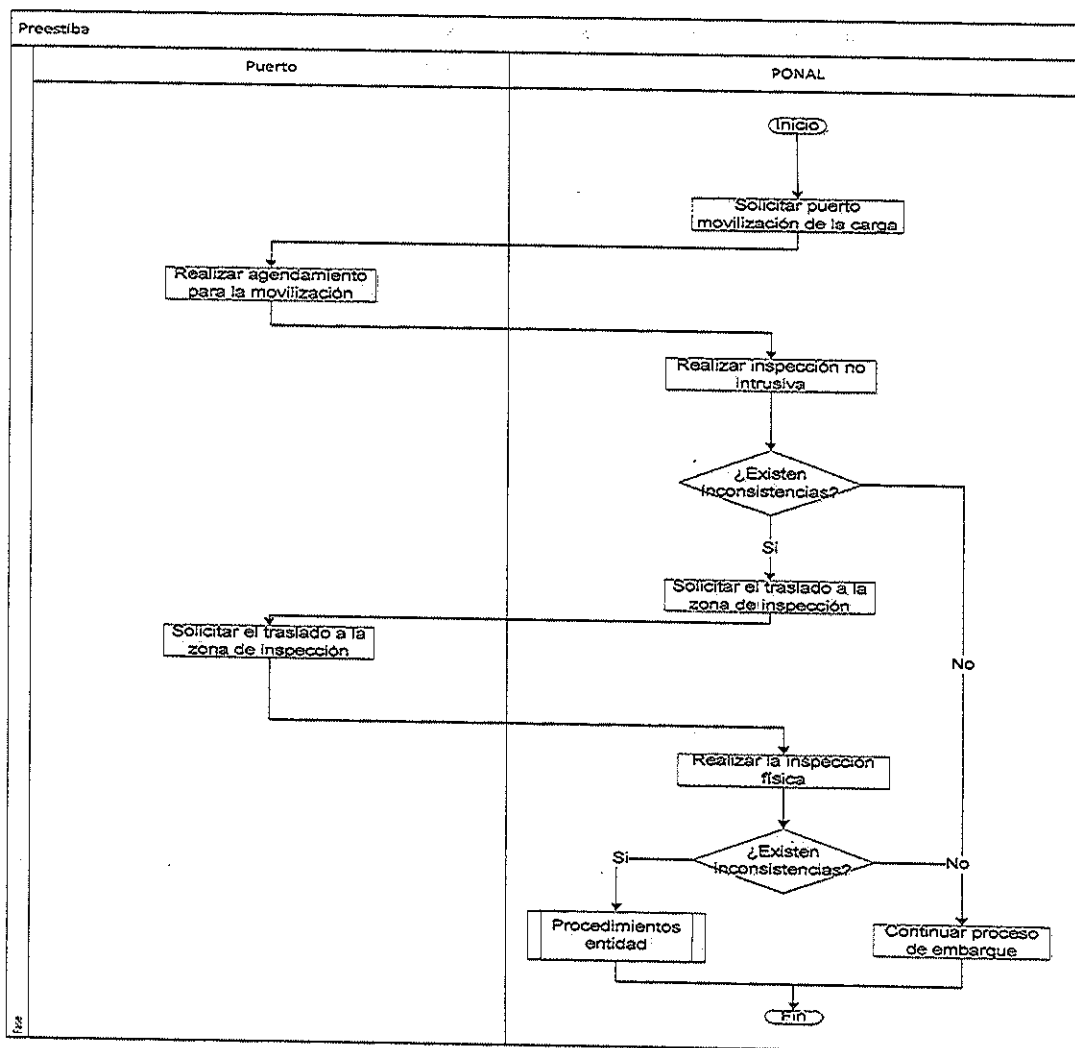 Preestiba
Puerto
PONAL
Inicio
Solicitar puerto
movilización de la carga
Realizar agendamiento
para la movilización
Realizar inspección no
intrusiva
¿Existen
inconsistencias?
Si
Solicitar el traslado a la
zona de inspección
Solicitar el traslado a la
zona de inspección
No
Realizar la inspección
física
¿Existen
inconsistencias?
Si
No
Procedimientos
entidad
Continuar proceso
de embarque
Fin
Fase